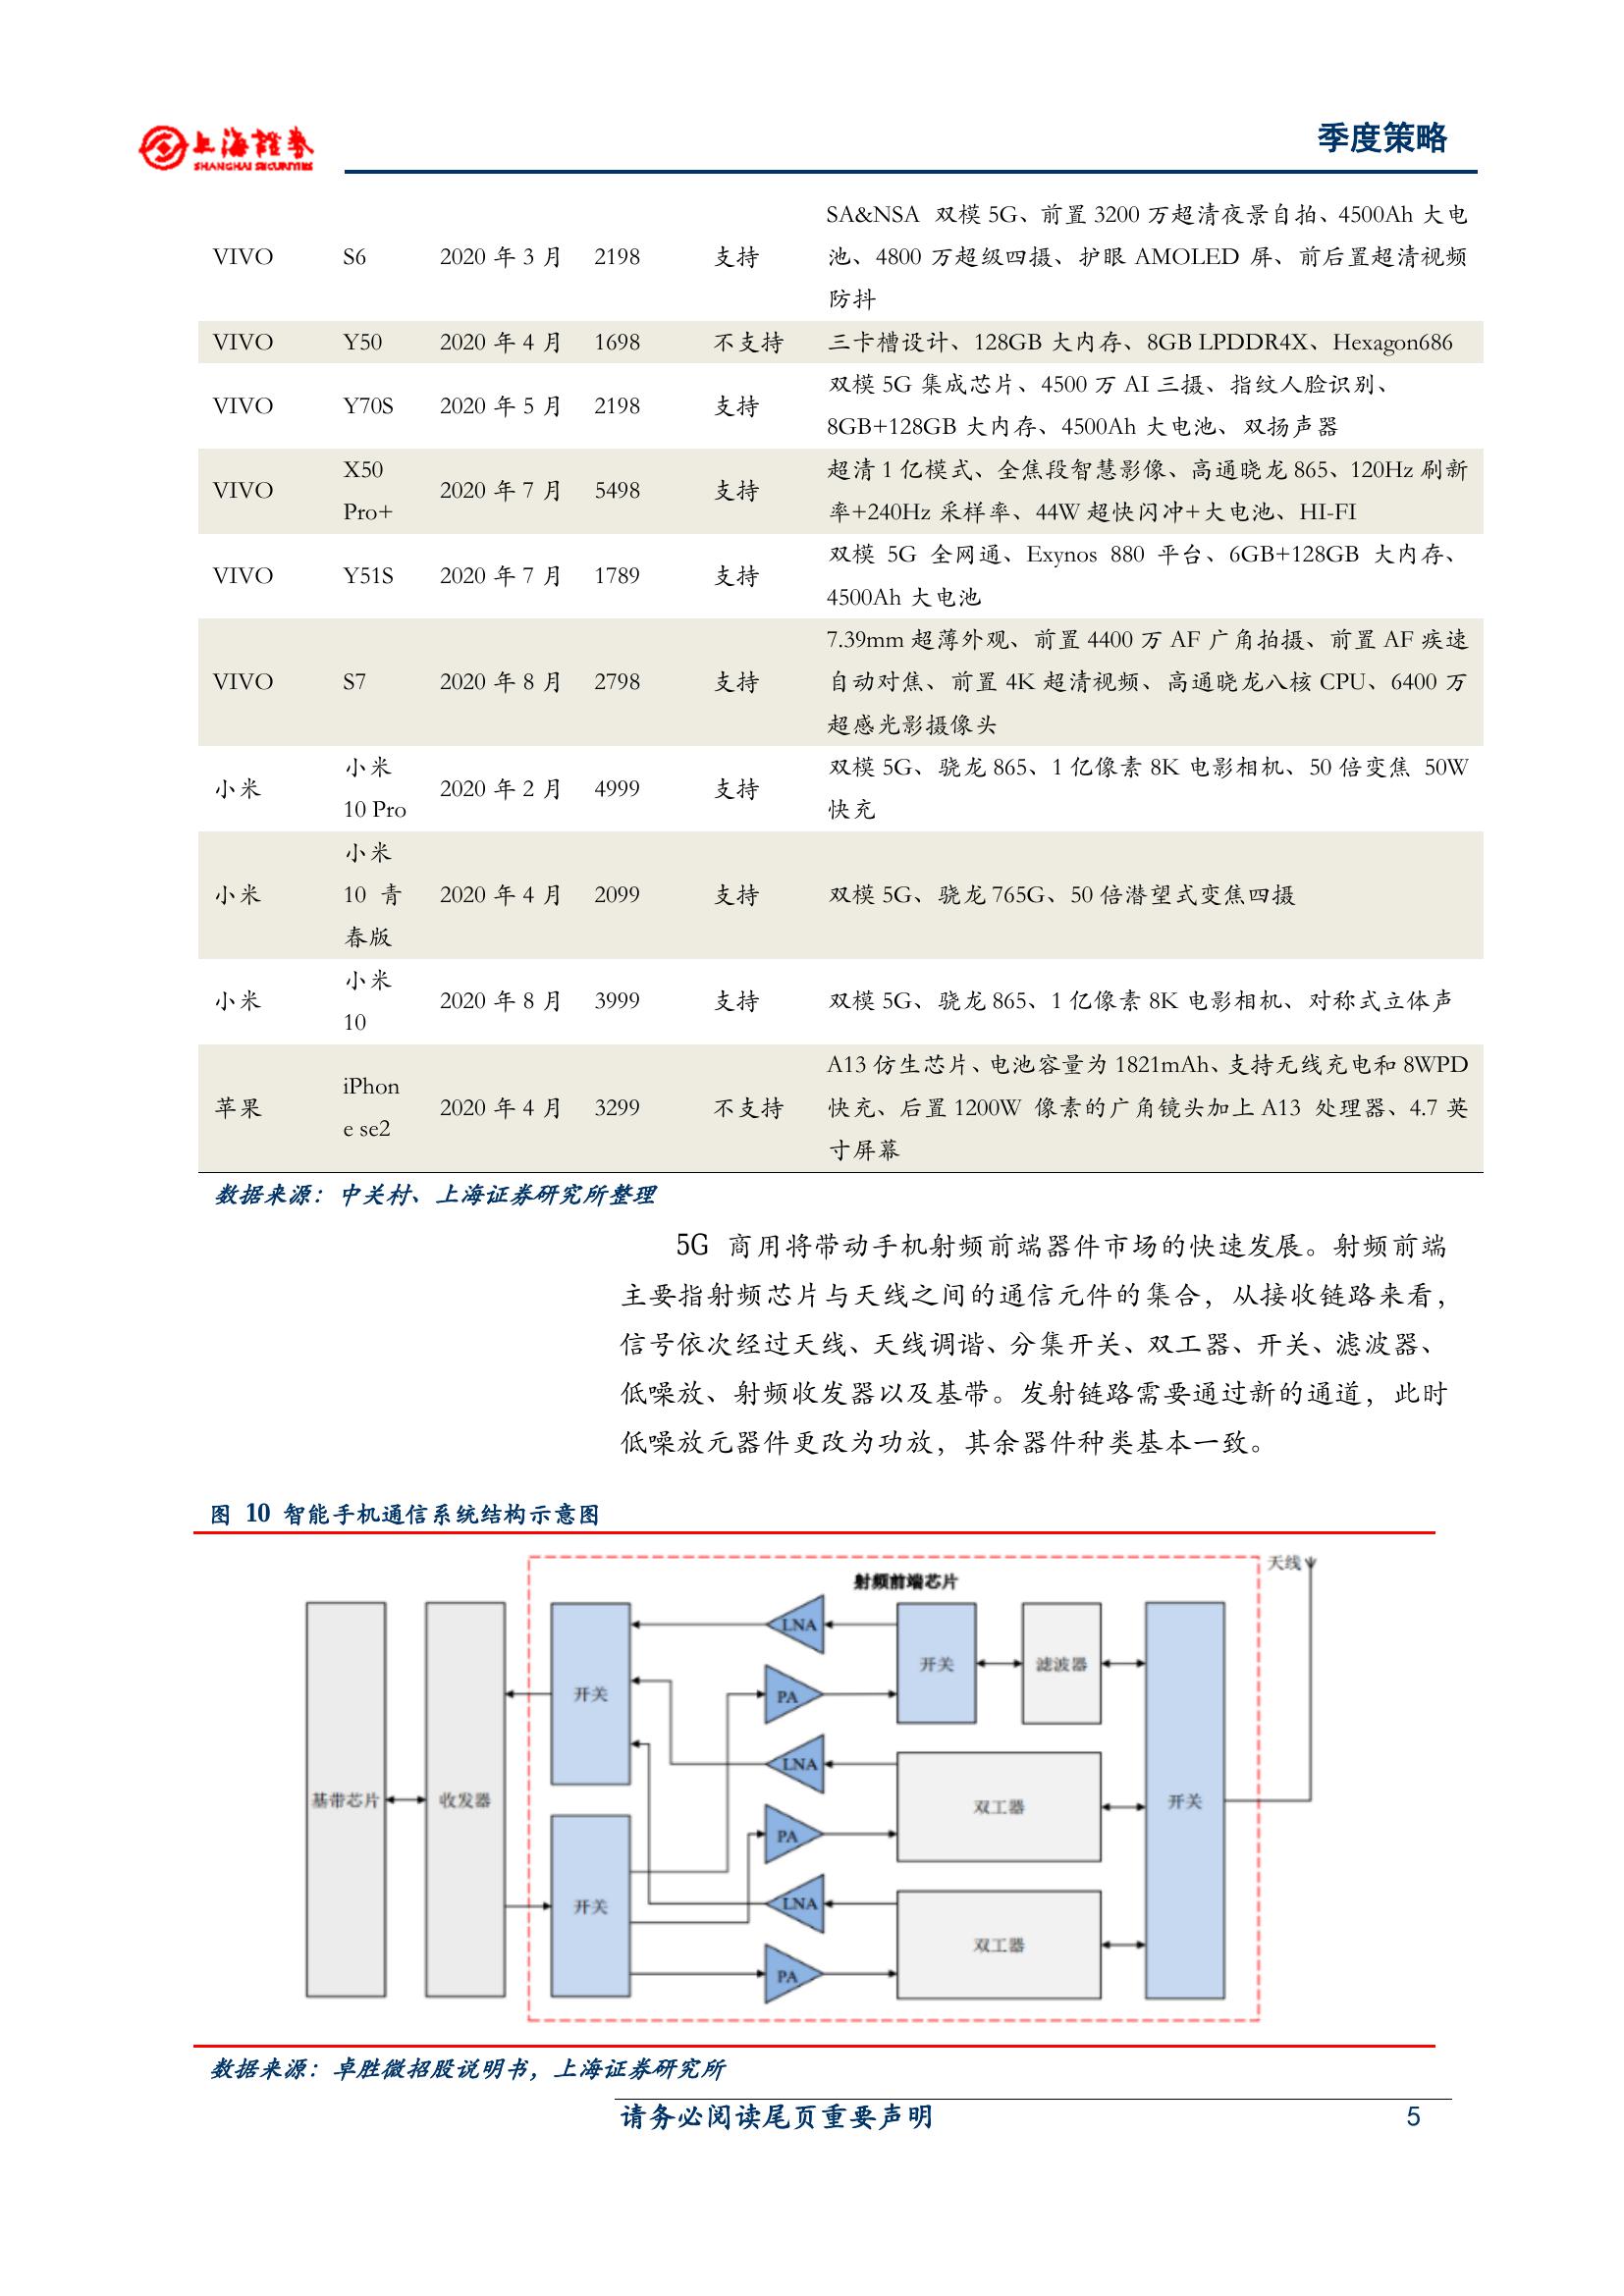 上海證券
SHANGHAI SECURITIES
季度策略
VIVO S6 2020 年 3 月 2198 支持 SA&NSA 双模 5G、前置 3200 万超清夜景自拍、4500Ah 大电
池、4800 万超级四摄、护眼 AMOLED 屏、前后置超清视频
防抖
VIVO Y50 2020 年 4 月 1698 不支持 三卡槽设计、128GB 大内存、8GB LPDDR4X、Hexagon686
VIVO Y70S 2020 年 5 月 2198 支持 双模 5G 集成芯片、4500 万 AI 三摄、指纹人脸识别、
8GB+128GB 大内存、4500Ah 大电池、双扬声器
VIVO X50 2020 年 7 月 5498 支持 超清 1 亿模式、全焦段智慧影像、高通晓龙 865、120Hz 刷新
Pro+ 率+240Hz 采样率、44W 超快闪冲+大电池、HI-FI
VIVO Y51S 2020 年 7 月 1789 支持 双模 5G 全网通、Exynos 880 平台、6GB+128GB 大内存、
4500Ah 大电池
VIVO S7 2020 年 8 月 2798 支持 7.39mm 超薄外观、前置 4400 万 AF 广角拍摄、前置 AF 疾速
自动对焦、前置 4K 超清视频、高通晓龙八核 CPU、6400 万
超感光影摄像头
小米 小米 2020 年 2 月 4999 支持 双模 5G、骁龙 865、1 亿像素 8K 电影相机、50 倍变焦 50W
10 Pro 快充
小米
小米 10 青 2020 年 4 月 2099 支持 双模 5G、骁龙 765G、50 倍潜望式变焦四摄
春版
小米 小米 2020 年 8 月 3999 支持 双模 5G、骁龙 865、1 亿像素 8K 电影相机、对称式立体声
10
A13 仿生芯片、电池容量为 1821mAh、支持无线充电和 8WPD
苹果 iPhon 2020 年 4 月 3299 不支持 快充、后置 1200W 像素的广角镜头加上 A13 处理器、4.7 英
e se2 寸屏幕
数据来源：中关村、上海证券研究所整理
5G 商用将带动手机射频前端器件市场的快速发展。射频前端
主要指射频芯片与天线之间的通信元件的集合，从接收链路来看，
信号依次经过天线、天线调谐、分集开关、双工器、开关、滤波器、
低噪放、射频收发器以及基带。发射链路需要通过新的通道，此时
低噪放元器件更改为功放，其余器件种类基本一致。
图 10 智能手机通信系统结构示意图
天线
射频前端芯片
LNA
开关
滤波器
开关
PA
LNA
基带芯片
收发器
双工器
开关
PA
LNA
开关
双工器
PA
数据来源：卓胜微招股说明书，上海证券研究所
请务必阅读尾页重要声明
5